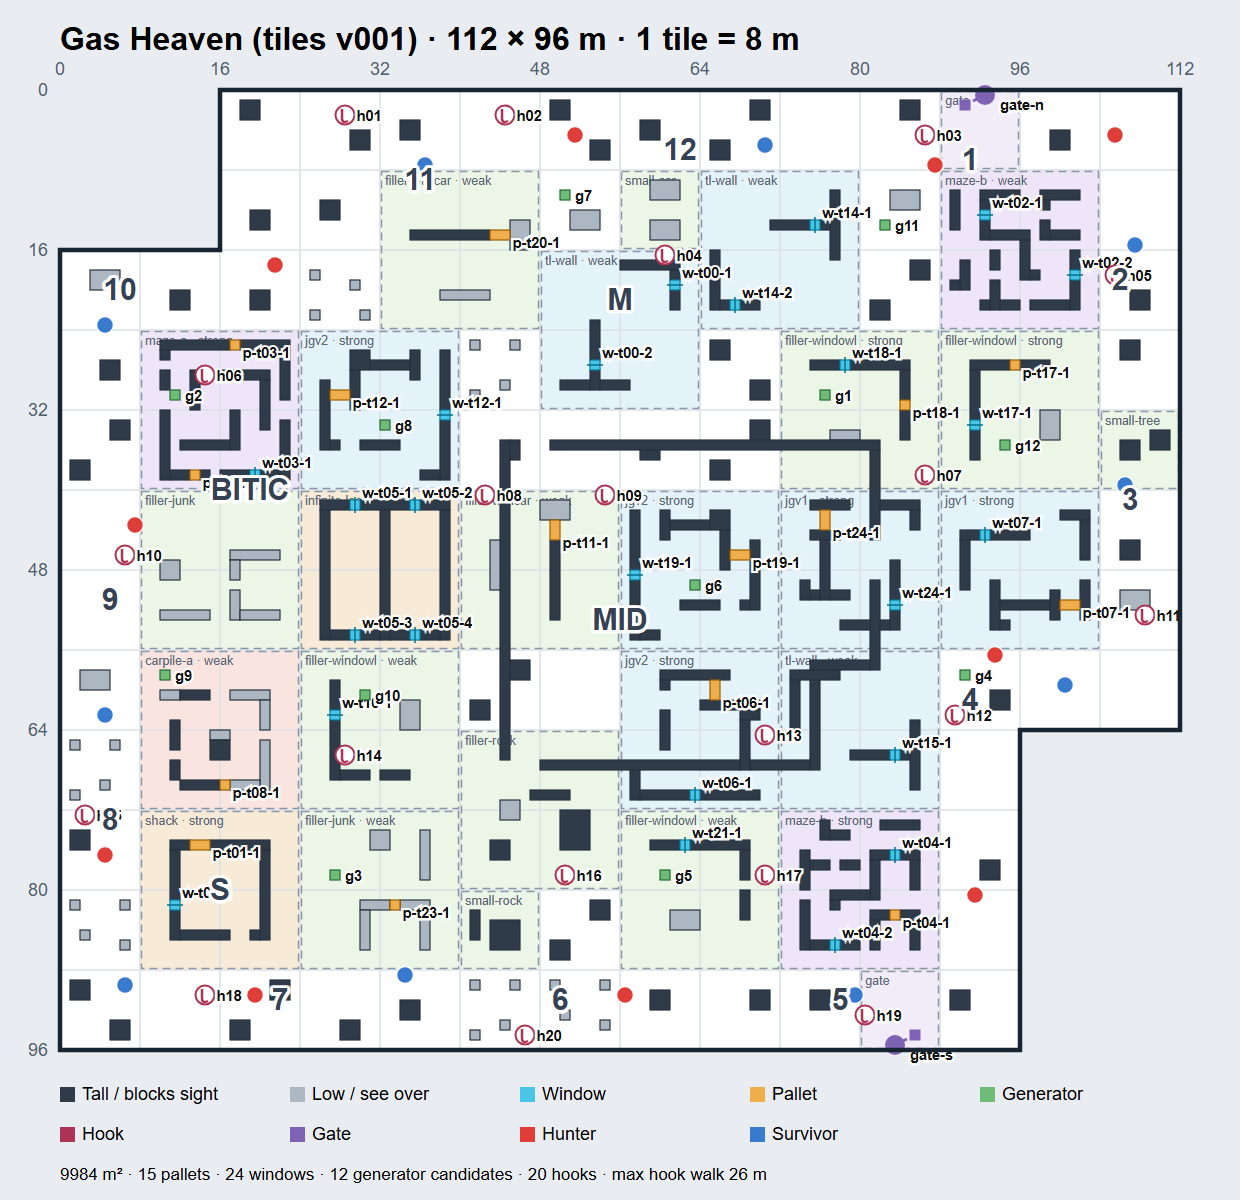 Gas Heaven (tiles v001) · 112 × 96 m · 1 tile = 8 m
0 16 32 48 64 80 96 112
0
gate
gate-n
h01
h02
h03
12
1
11
filler-
car · weak
small-car
tl-wall · weak
maze-b · weak
g7
w-t02-1
w-t14-1
g11
p-t20-1
16
h04
tl-wall · weak
w-t00-1
w-t02-2
h05
2
10
M
w-t14-2
maze-a · strong
jgv2 · strong
filler-windowl · strong
filler-windowl · strong
p-t03-1
w-t00-2
w-t18-1
p-t17-1
h06
g2
g1
p-t12-1
w-t12-1
32
p-t18-1
w-t17-1
small-tree
g8
g12
w-t03-1
h07
BITIC
3
filler-junk
w-t05-1
w-t05-2
h08
h09
jgv2 · strong
jgv1 · strong
jgv1 · strong
w-t07-1
p-t24-1
p-t11-1
h10
48
w-t19-1
p-t19-1
g6
w-t24-1
9
p-t07-1
h11
MID
w-t05-3
w-t05-4
carpile-a · weak
filler-windowl · weak
jgv2 · strong
tl-wall · weak
g9
g4
g10
4
p-t06-1
h12
64
h13
filler-rock
w-t15-1
h14
p-t08-1
w-t06-1
8
shack · strong
filler-junk · weak
filler-windowl · weak
maze-b · strong
w-t21-1
w-t04-1
p-t01-1
g3
h16
g5
h17
80
S
small-rock
p-t23-1
p-t04-1
w-t04-2
gate
h18
7
6
5
h19
h20
96
gate-s
Tall / blocks sight
Low / see over
Window
Pallet
Generator
Hook
Gate
Hunter
Survivor
9984 m² · 15 pallets · 24 windows · 12 generator candidates · 20 hooks · max hook walk 26 m